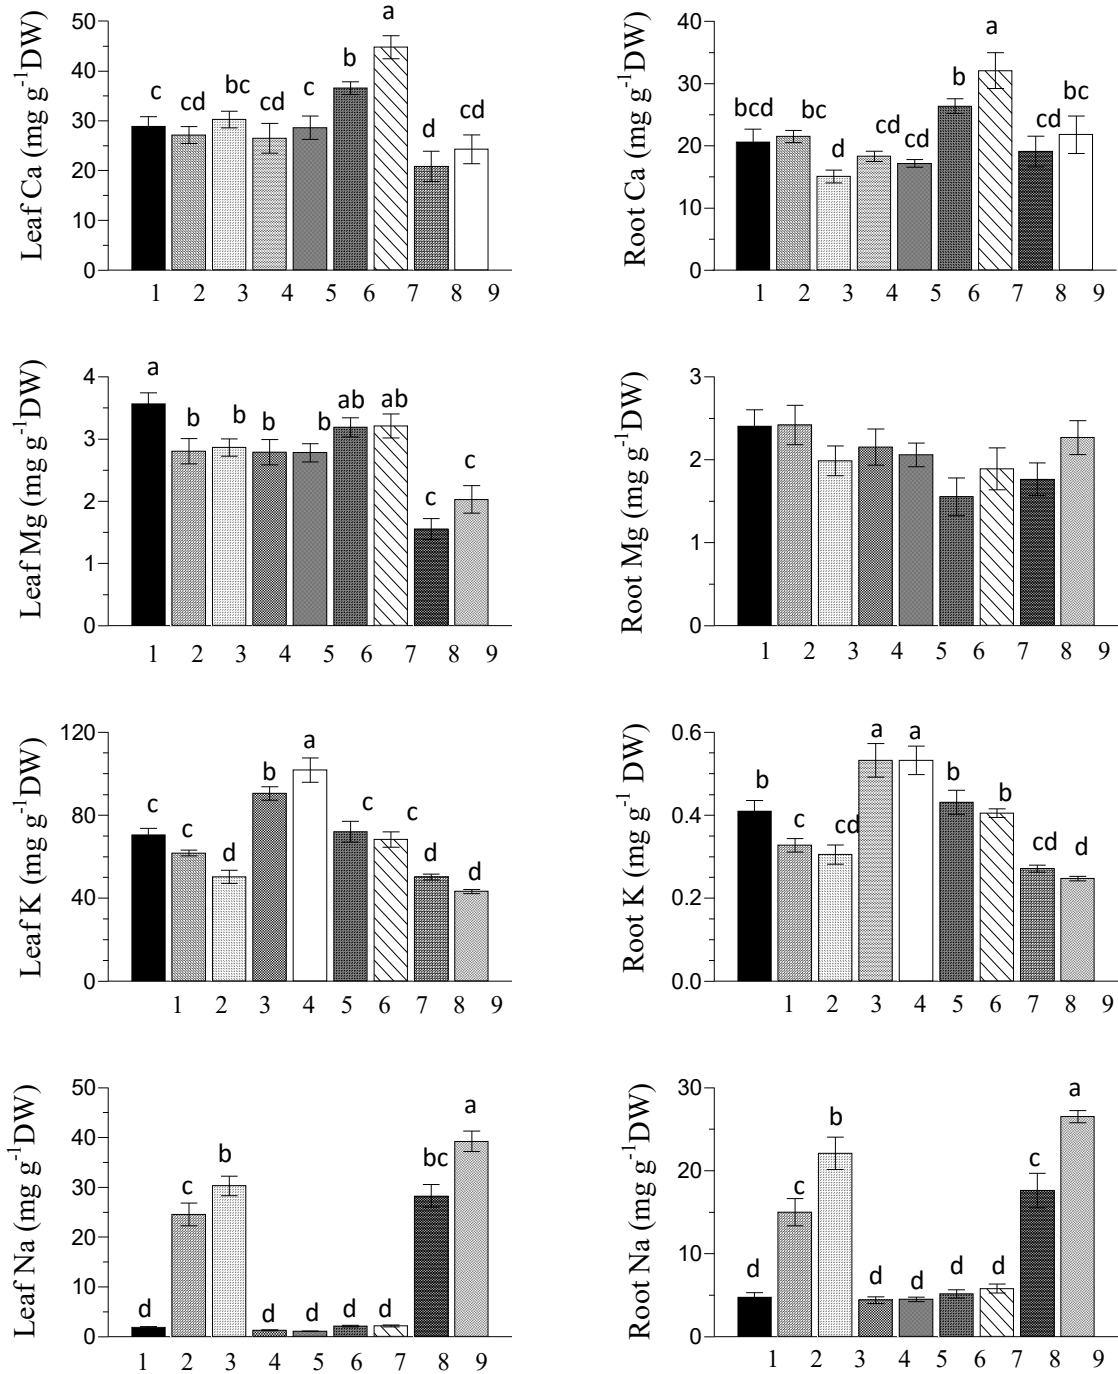 Leaf Ca (mg g-1DW)
50
40
30
20
10
0
c
cd
bc
cd
c
b
a
d
cd
1 2 3 4 5 6 7 8 9
Root Ca (mg g-1DW)
40
30
20
10
0
bcd
bc
d
cd
cd
b
a
cd
bc
1 2 3 4 5 6 7 8 9
Leaf Mg (mg g-1DW)
4
3
2
1
0
a
b
b
b
b
ab
ab
c
c
1 2 3 4 5 6 7 8 9
Root Mg (mg g-1DW)
3
2
1
0
1 2 3 4 5 6 7 8 9
Leaf K (mg g-1DW)
120
80
40
0
c
c
d
b
a
c
c
d
d
1 2 3 4 5 6 7 8 9
Root K (mg g-1 DW)
0.6
0.4
0.2
0.0
b
c
cd
a
a
b
b
cd
d
1 2 3 4 5 6 7 8 9
Leaf Na (mg g-1DW)
50
40
30
20
10
0
d
c
b
d
d
d
d
bc
a
1 2 3 4 5 6 7 8 9
Root Na (mg g-1DW)
30
20
10
0
d
c
b
d
d
d
d
c
a
1 2 3 4 5 6 7 8 9